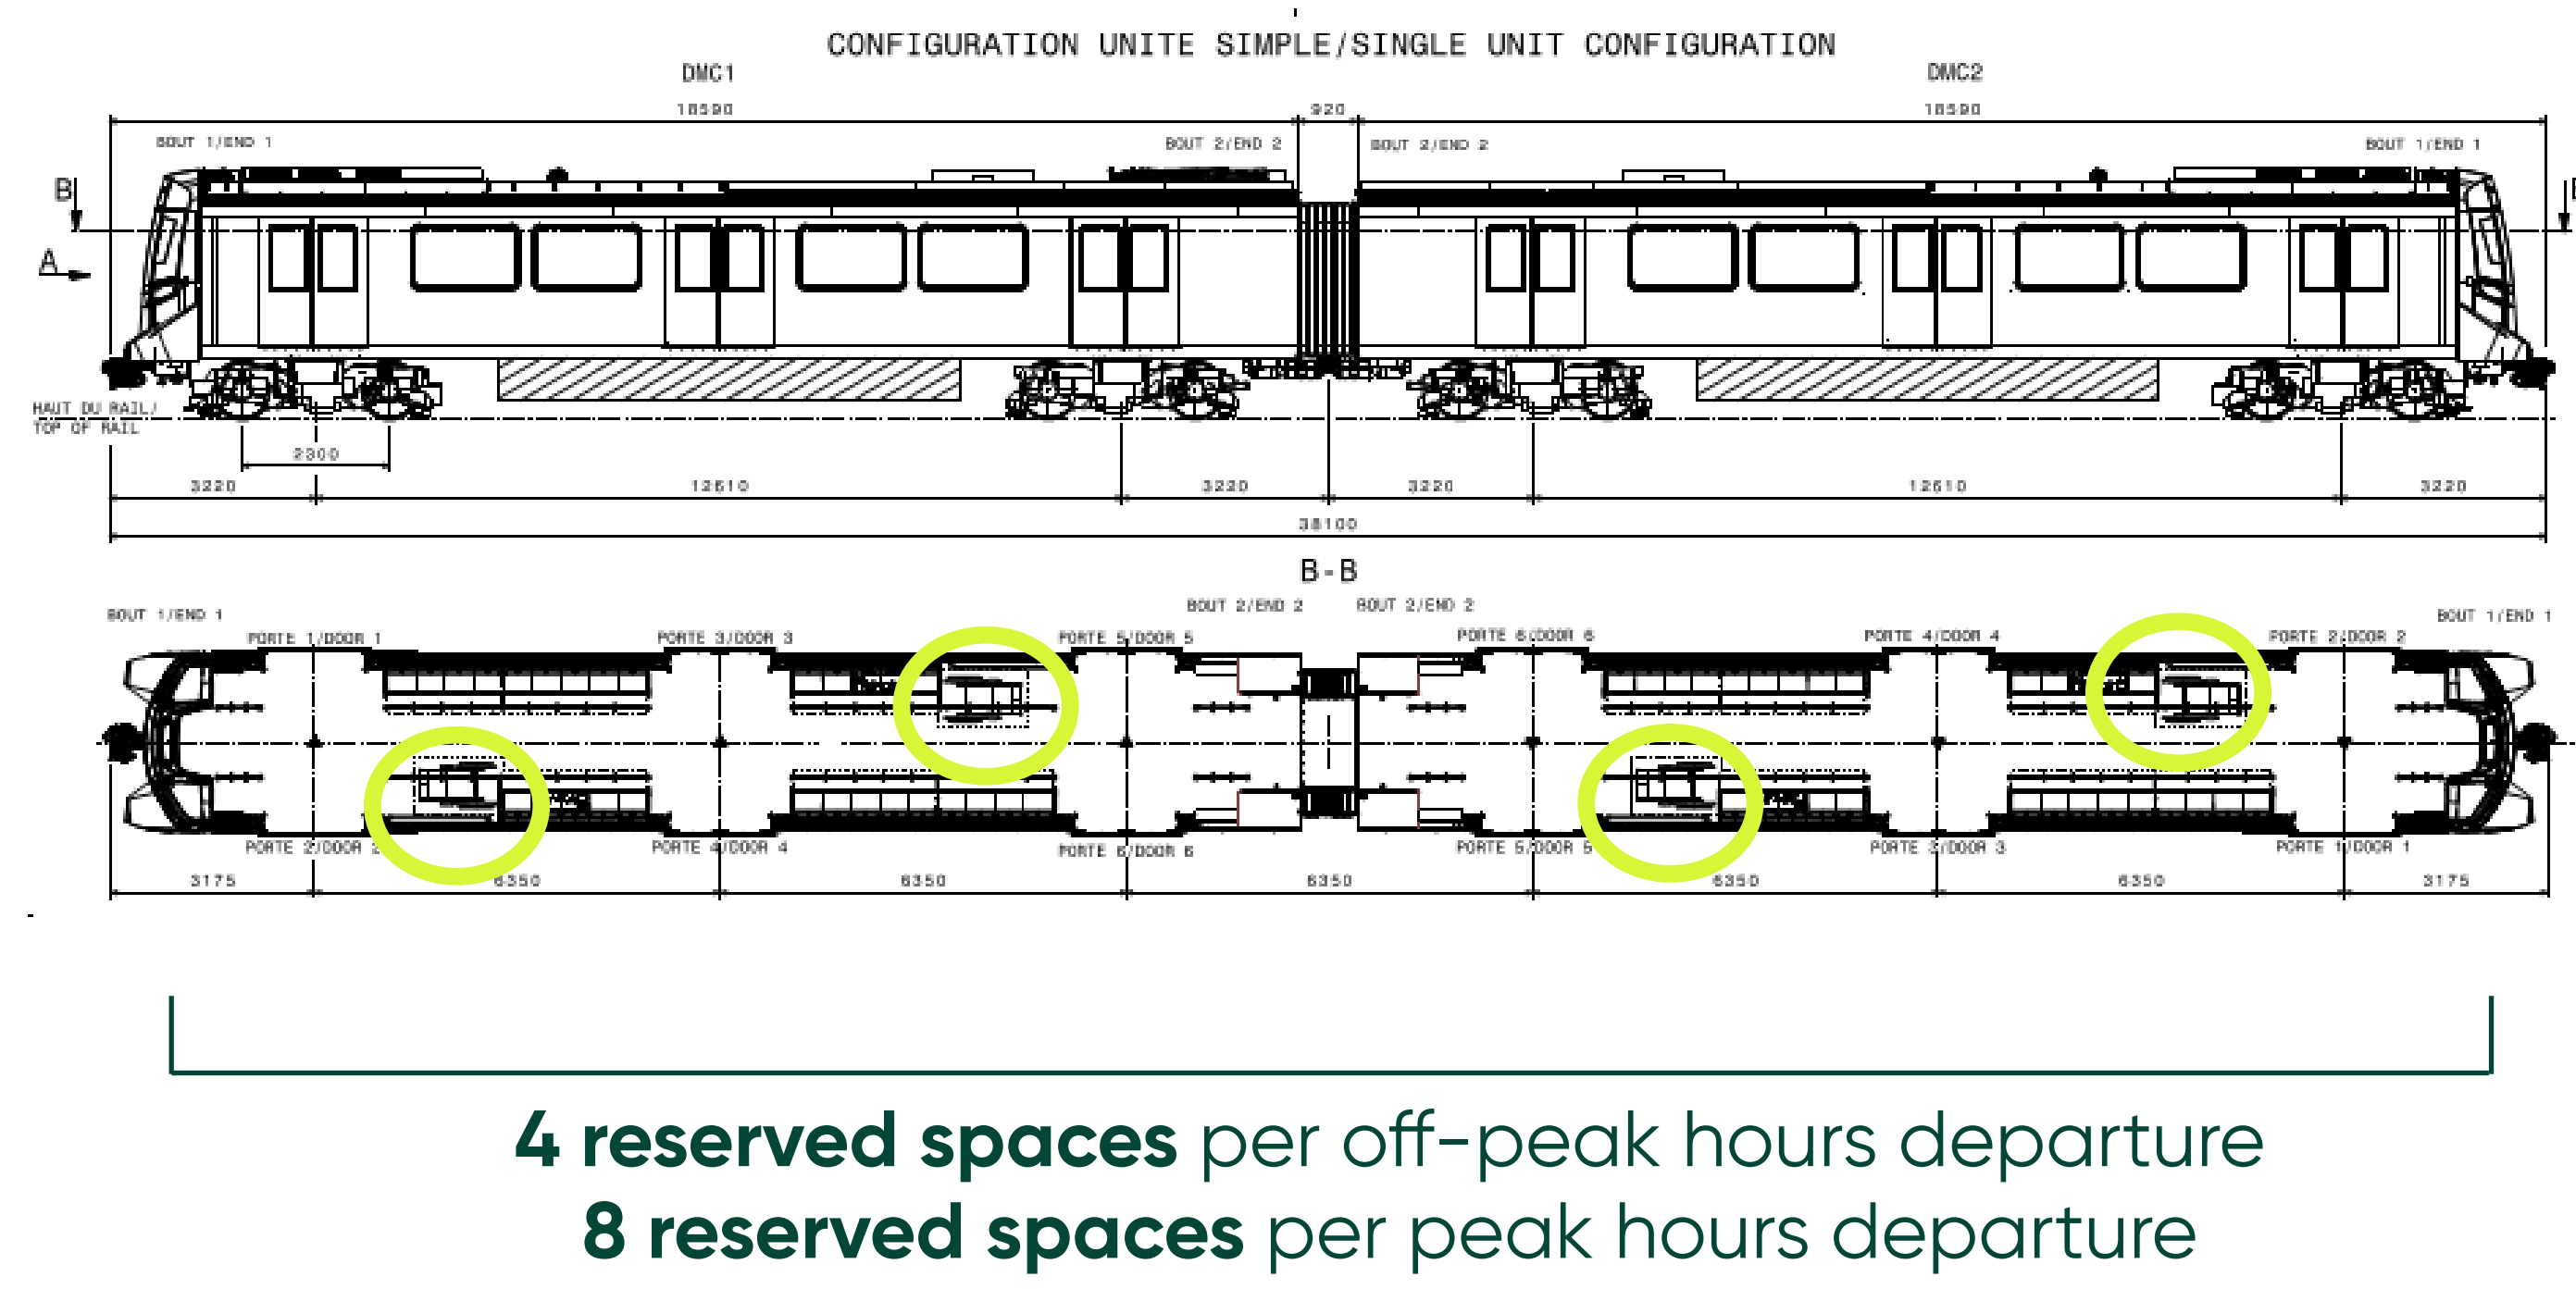 CONFIGURATION UNITE SIMPLE/SINGLE UNIT CONFIGURATION
DMC1 DMC2
18590 920 18590
BOUT 1/END 1 BOUT 2/END 2 BOUT 2/END 2 BOUT 1/END 1
B
A
HAUT DU RAIL/
TOP OF RAIL
2300
3220 12610 3220 3220 12610 3220
38100
B-B
BOUT 1/END 1 BOUT 2/END 2 BOUT 2/END 2 BOUT 1/END 1
PORTE 1/DOOR 1 PORTE 3/DOOR 3 PORTE 5/DOOR 5 PORTE 6/DOOR 6 PORTE 4/DOOR 4 PORTE 2/DOOR 2
PORTE 2/DOOR 2 PORTE 4/DOOR 4 PORTE 6/DOOR 6 PORTE 5/DOOR 5 PORTE 3/DOOR 3 PORTE 1/DOOR 1
3175 6350 6350 6350 6350 6350 3175
4 reserved spaces per off-peak hours departure
8 reserved spaces per peak hours departure